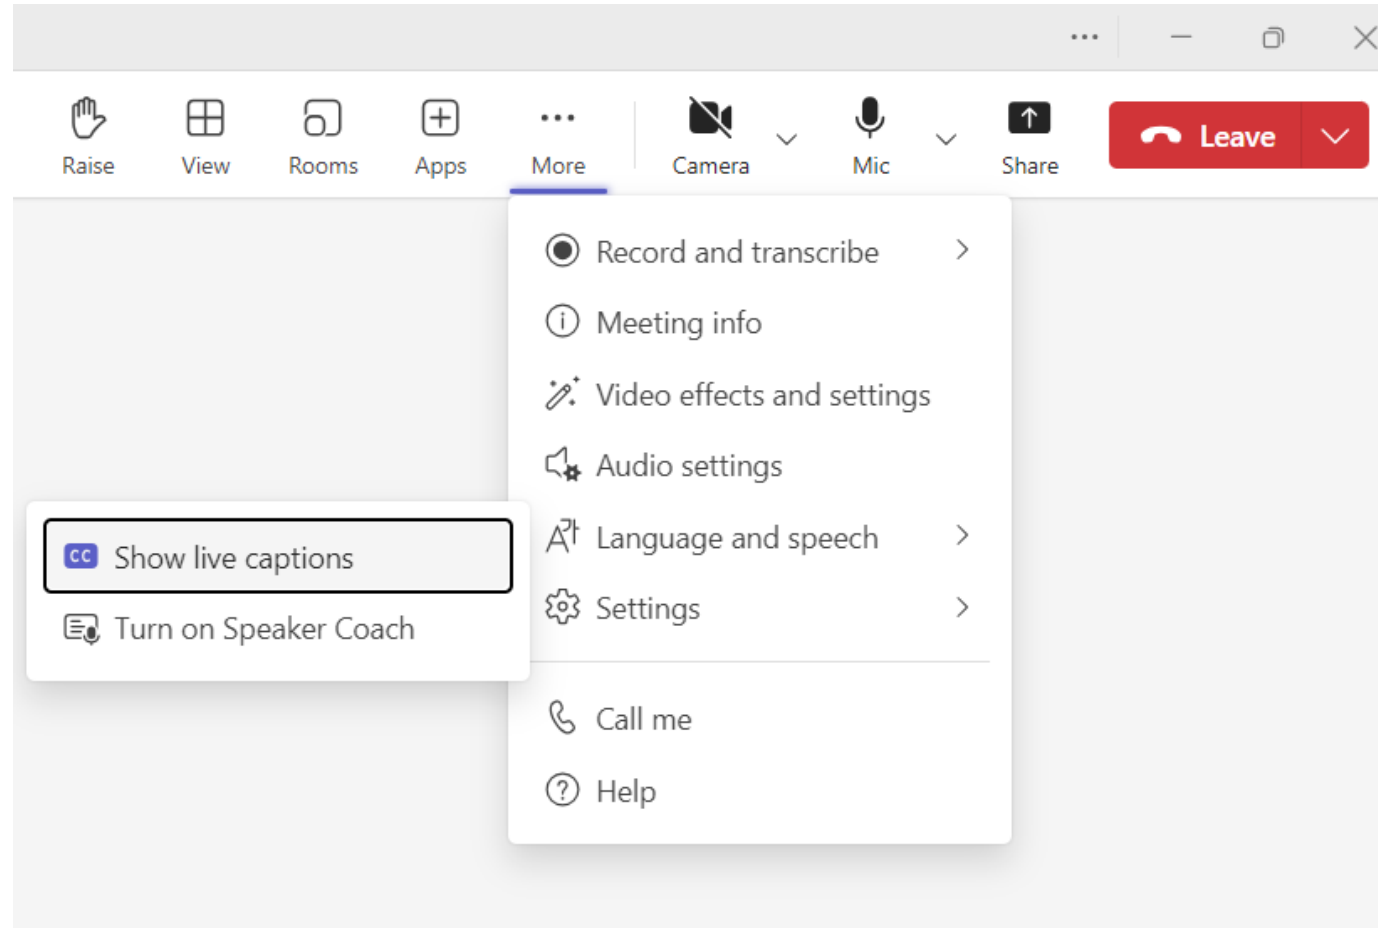 Raise
View
Rooms
Apps
More
Camera
Mic
Share
Leave
Record and transcribe
Meeting info
Video effects and settings
Audio settings
Language and speech
Settings
Call me
Help
CC Show live captions
Turn on Speaker Coach